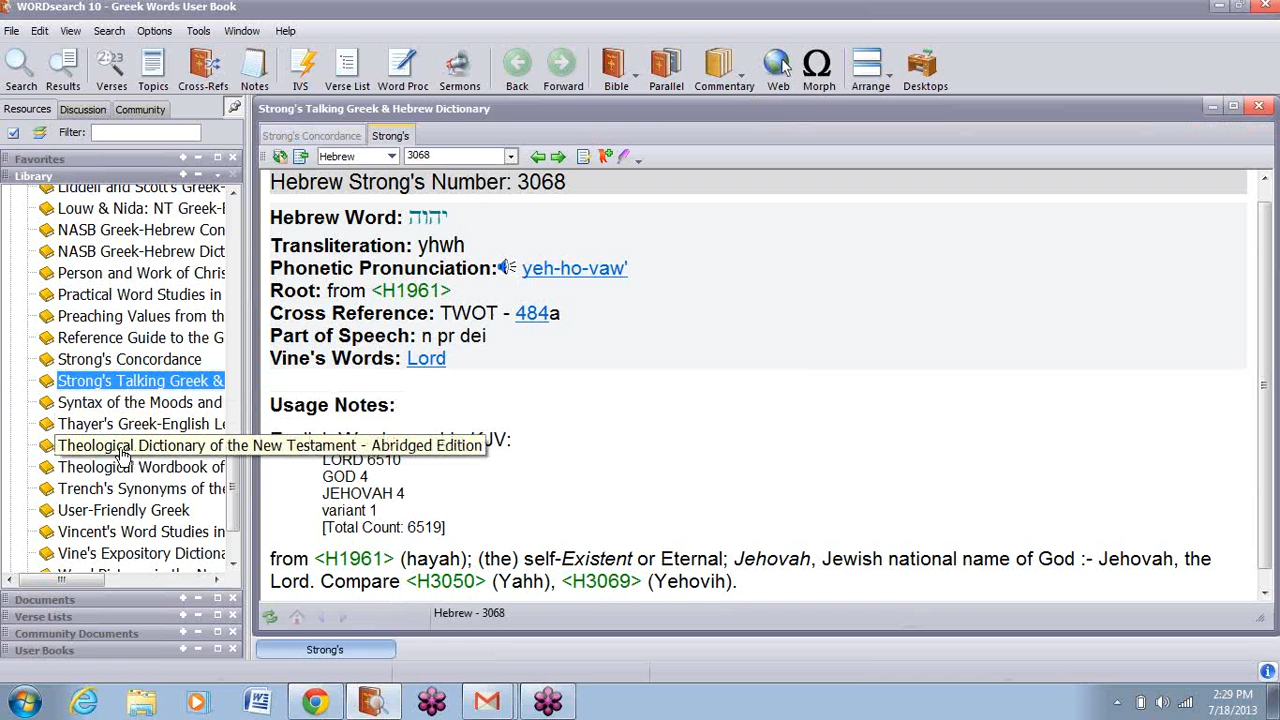 WORDsearch 10 - Greek Words User Book
File Edit View Search Options Tools Window Help
Search Results Verses Topics Cross-Refs Notes IVS Verse List Word Proc Sermons Back Forward Bible Parallel Commentary Web Morph Arrange Desktops
Resources Discussion Community
Filter:
Favorites
Library
Liddell and Scott's Greek-
Louw & Nida: NT Greek-E
NASB Greek-Hebrew Con
NASB Greek-Hebrew Dict
Person and Work of Chris
Practical Word Studies in
Preaching Values from th
Reference Guide to the G
Strong's Concordance
Strong's Talking Greek &
Syntax of the Moods and
Thayer's Greek-English Le
Theological Dictionary of the New Testament - Abridged Edition
Theological Wordbook of
Trench's Synonyms of the
User-Friendly Greek
Vincent's Word Studies in
Vine's Expository Dictiona
Documents
Verse Lists
Community Documents
User Books
Strong's Talking Greek & Hebrew Dictionary
Strong's Concordance Strong's
Hebrew 3068
Hebrew Strong's Number: 3068
Hebrew Word: יהוה
Transliteration: yhwh
Phonetic Pronunciation: yeh-ho-vaw'
Root: from <H1961>
Cross Reference: TWOT - 484a
Part of Speech: n pr dei
Vine's Words: Lord
Usage Notes:
KJV:
LORD 6510
GOD 4
JEHOVAH 4
variant 1
[Total Count: 6519]
from <H1961> (hayah); (the) self-Existent or Eternal; Jehovah, Jewish national name of God :- Jehovah, the
Lord. Compare <H3050> (Yahh), <H3069> (Yehovih).
Hebrew - 3068
Strong's
2:29 PM
7/18/2013